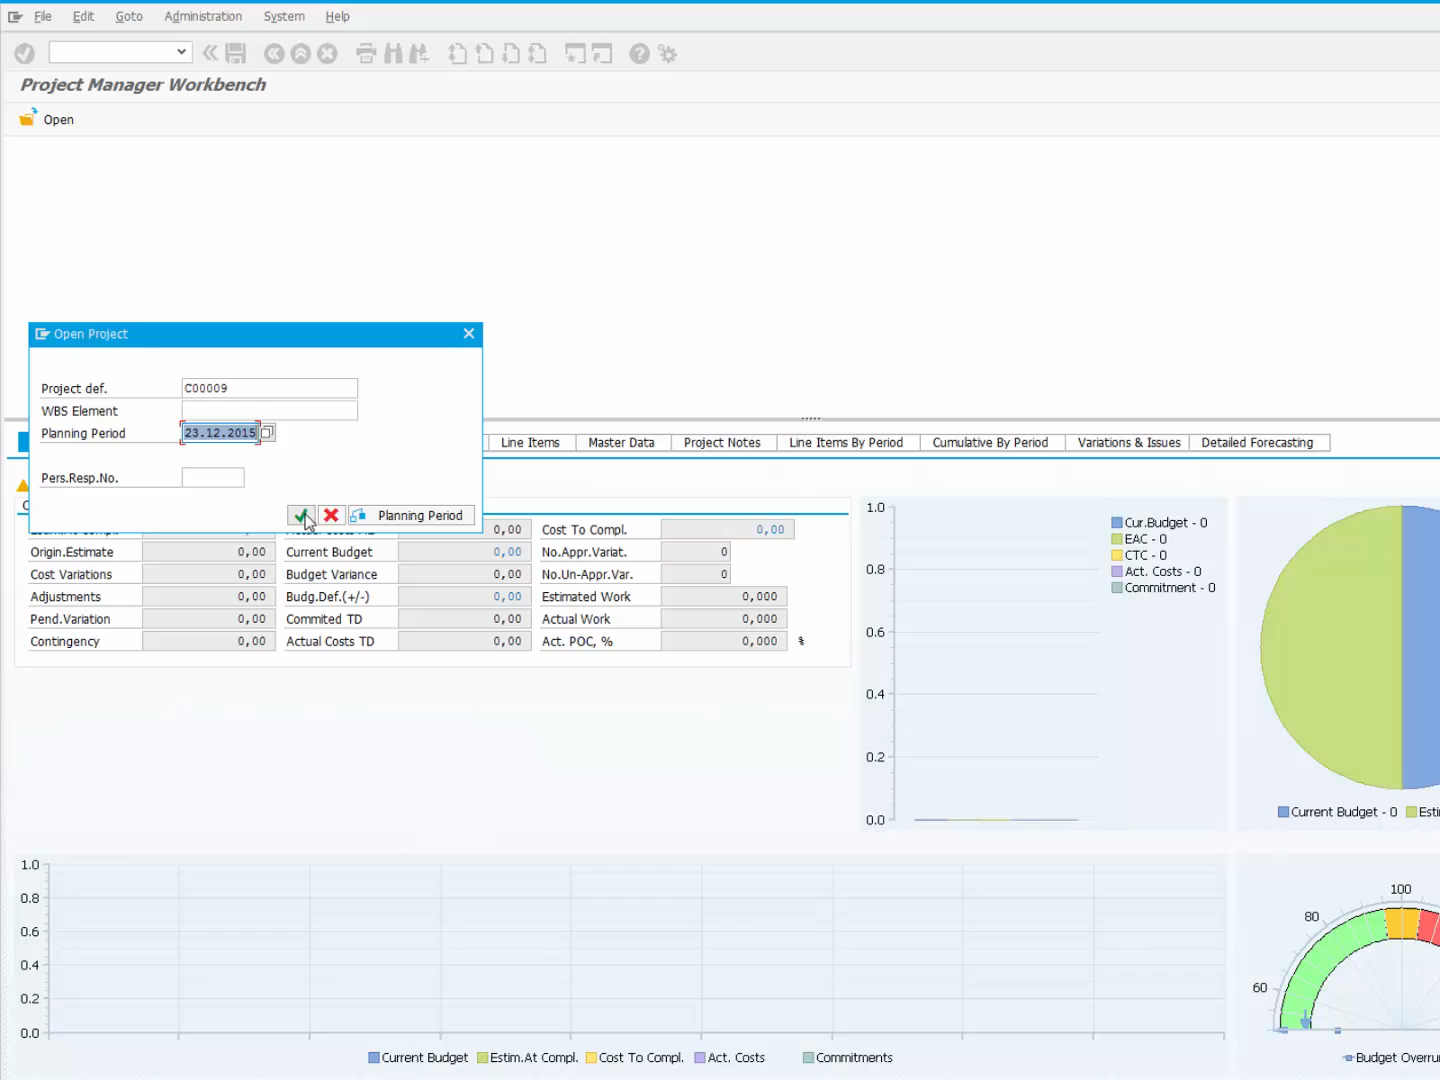 File Edit Goto Administration System Help
Project Manager Workbench
Open
Open Project
Project def. C00009
WBS Element
Planning Period 23.12.2015
Pers.Resp.No.
Planning Period
Line Items Master Data Project Notes Line Items By Period Cumulative By Period Variations & Issues Detailed Forecasting
0,00 Cost To Compl. 0,00
Origin.Estimate 0,00 Current Budget 0,00 No.Appr.Variat. 0
Cost Variations 0,00 Budget Variance 0,00 No.Un-Appr.Var. 0
Adjustments 0,00 Budg.Def.(+/-) 0,00 Estimated Work 0,000
Pend.Variation 0,00 Commited TD 0,00 Actual Work 0,000
Contingency 0,00 Actual Costs TD 0,00 Act. POC, % 0,000 %
1.0
0.8
0.6
0.4
0.2
0.0
Cur.Budget - 0
EAC - 0
CTC - 0
Act. Costs - 0
Commitment - 0
Current Budget - 0 Esti
1.0
0.8
0.6
0.4
0.2
0.0
Current Budget Estim.At Compl. Cost To Compl. Act. Costs Commitments
100
80
60
Budget Overru